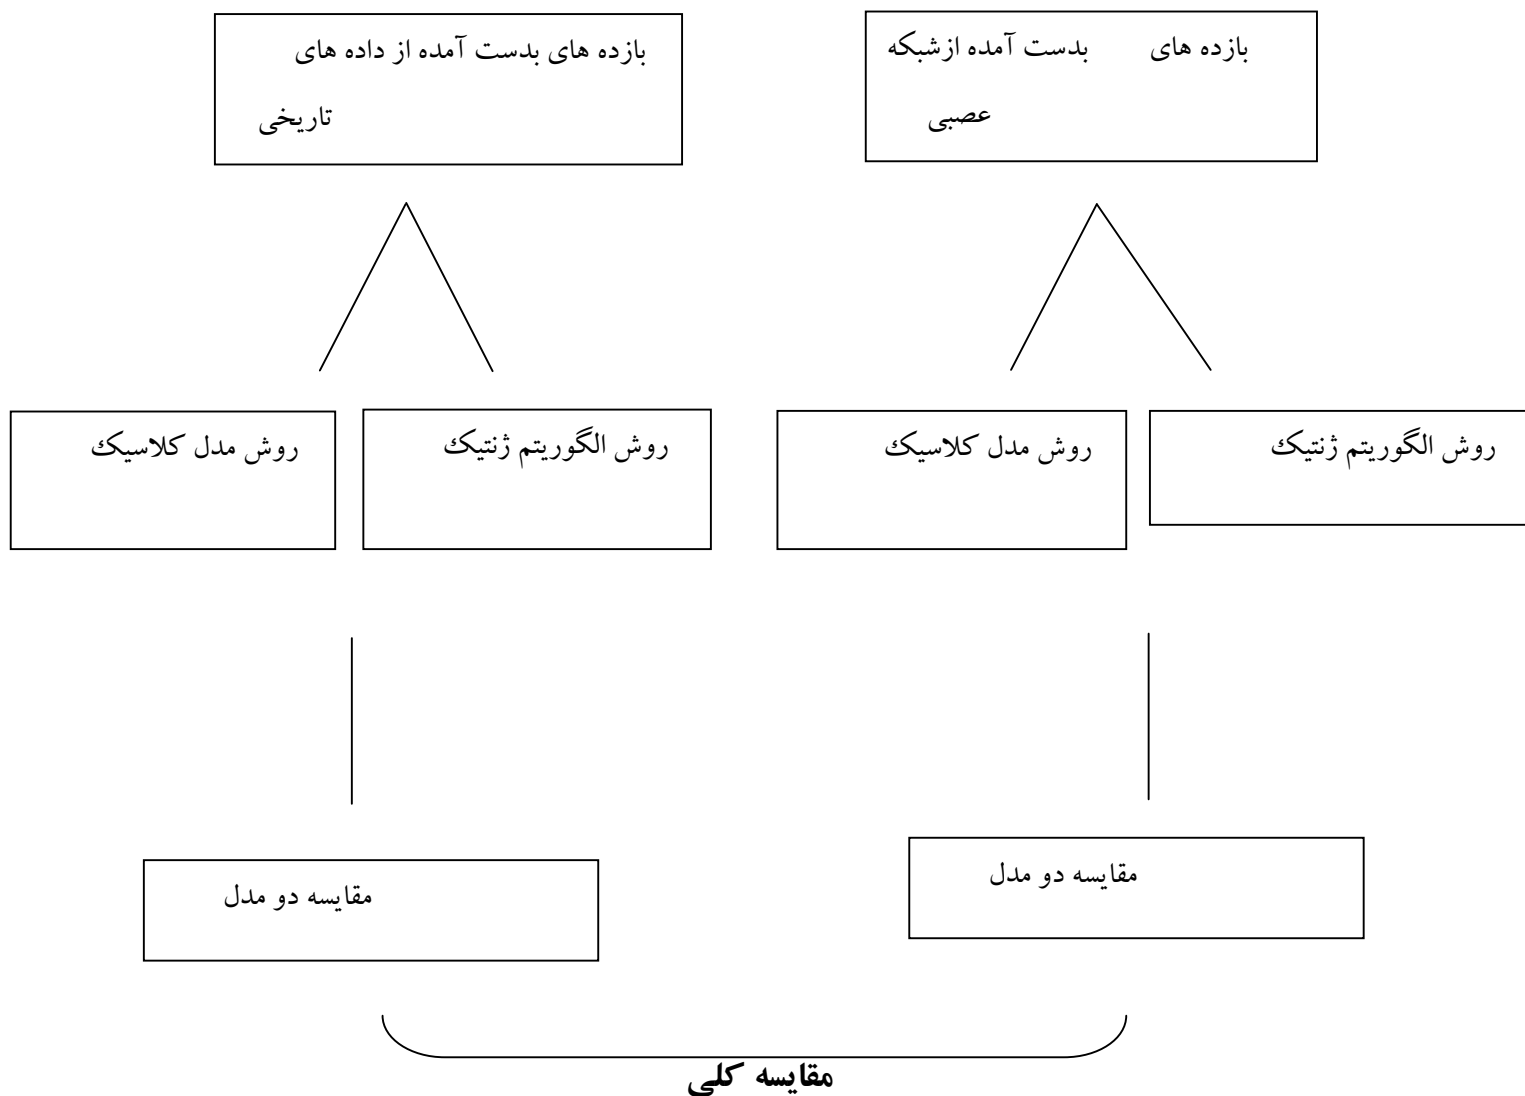 بازده های بدست آمده ازشبکه
عصبی
بازده های بدست آمده از داده های
تاریخی
روش الگوریتم ژنتیک
روش مدل کلاسیک
روش الگوریتم ژنتیک
روش مدل کلاسیک
مقایسه دو مدل
مقایسه دو مدل
مقایسه کلی